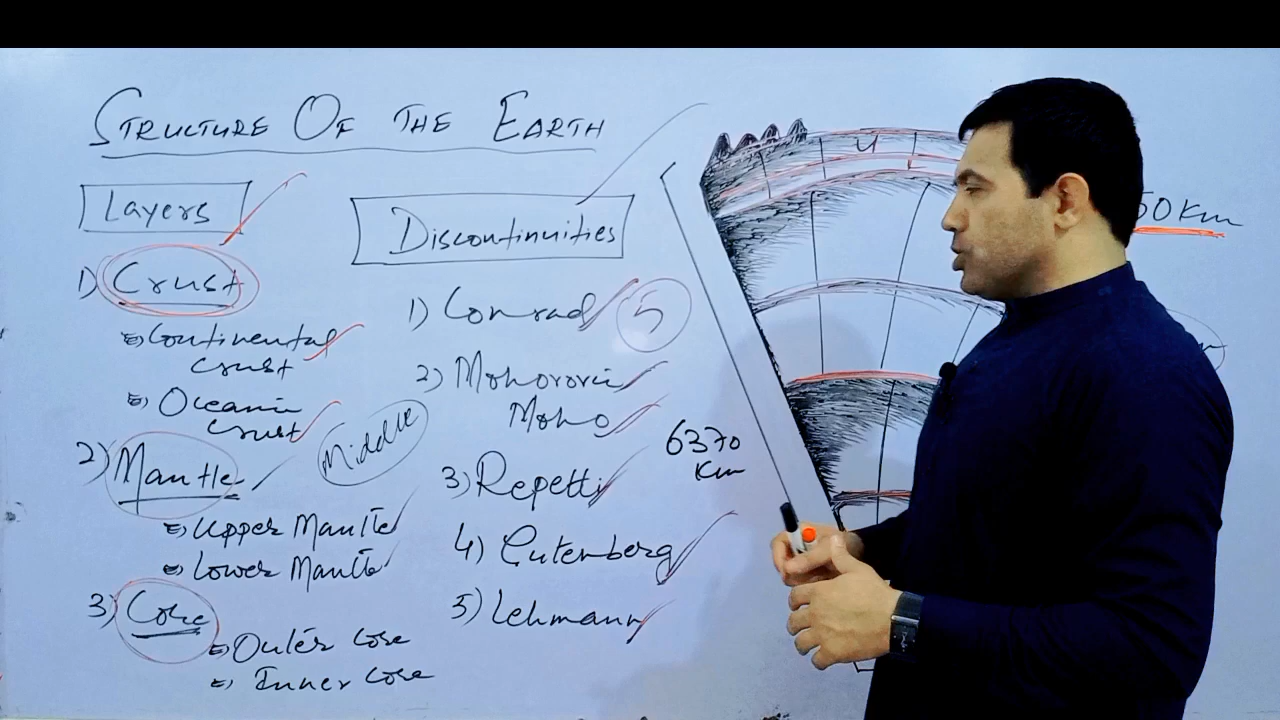 STRUCTURE OF THE EARTH
Layers
1) Crust
Continental
Crust
Oceanic
Crust
2) Mantle
Middle
Upper Mantle
Lower Mantle
3) Core
Outer Core
Inner Core
Discontinuities
1) Conrad
5
2) Mohorovic
Moho
3) Repetti
4) Gutenberg
5) Lehmann
6370
Km
50 Km